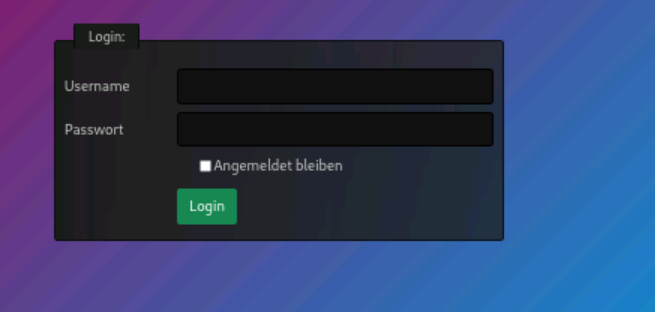 Login:
Username
Passwort
Angemeldet bleiben
Login